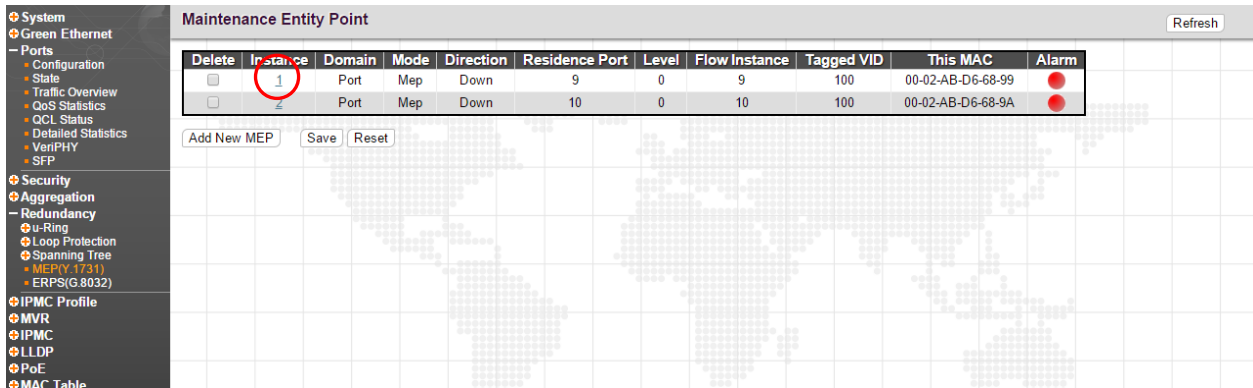 System
Green Ethernet
Ports
Configuration
State
Traffic Overview
QoS Statistics
QCL Status
Detailed Statistics
VeriPHY
SFP
Security
Aggregation
Redundancy
u-Ring
Loop Protection
Spanning Tree
MEP(Y.1731)
ERPS(G.8032)
IPMC Profile
MVR
IPMC
LLDP
PoE
MAC Table
Maintenance Entity Point
Refresh
Delete Instance Domain Mode Direction Residence Port Level Flow Instance Tagged VID This MAC Alarm
1 Port Mep Down 9 0 9 100 00-02-AB-D6-68-99
2 Port Mep Down 10 0 10 100 00-02-AB-D6-68-9A
Add New MEP Save Reset